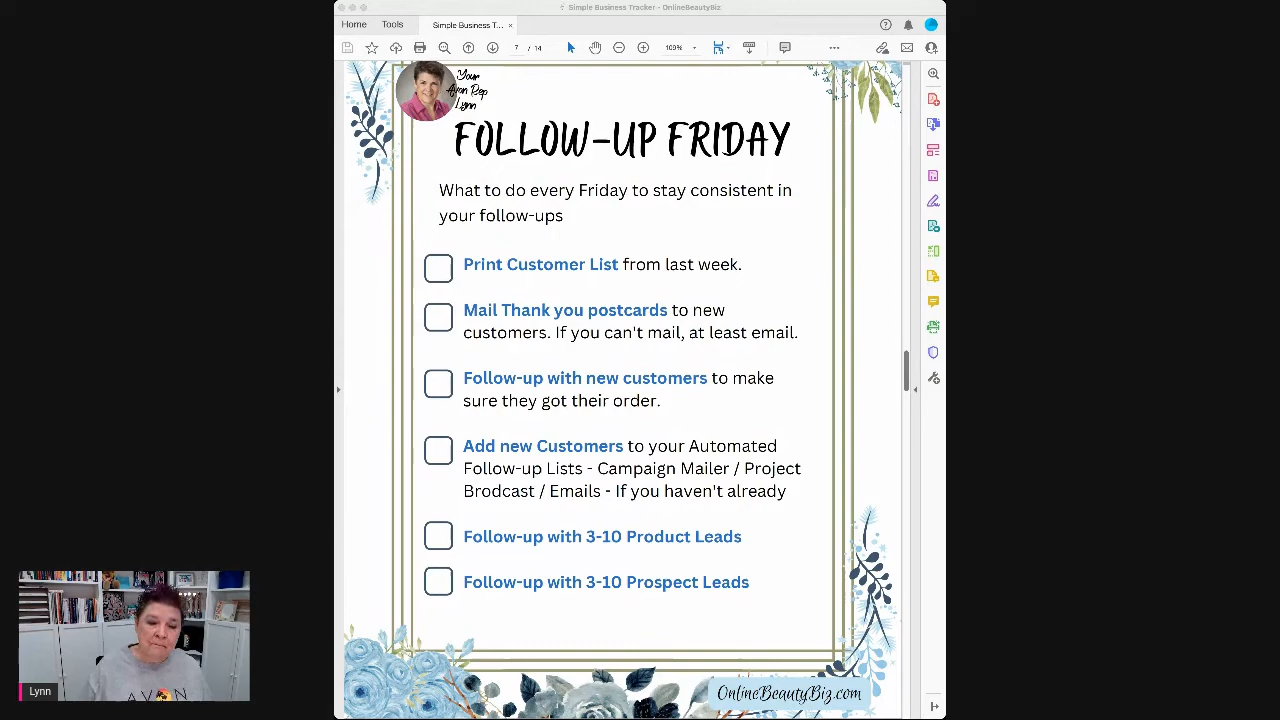 Simple Business Tracker - OnlineBeautyBiz
Home Tools Simple Business T... ×
7 / 14 109%
Your
Avon Rep
Lynn
FOLLOW-UP FRIDAY
What to do every Friday to stay consistent in
your follow-ups
Print Customer List from last week.
Mail Thank you postcards to new
customers. If you can't mail, at least email.
Follow-up with new customers to make
sure they got their order.
Add new Customers to your Automated
Follow-up Lists - Campaign Mailer / Project
Brodcast / Emails - If you haven't already
Follow-up with 3-10 Product Leads
Follow-up with 3-10 Prospect Leads
OnlineBeautyBiz.com
AVON
Lynn